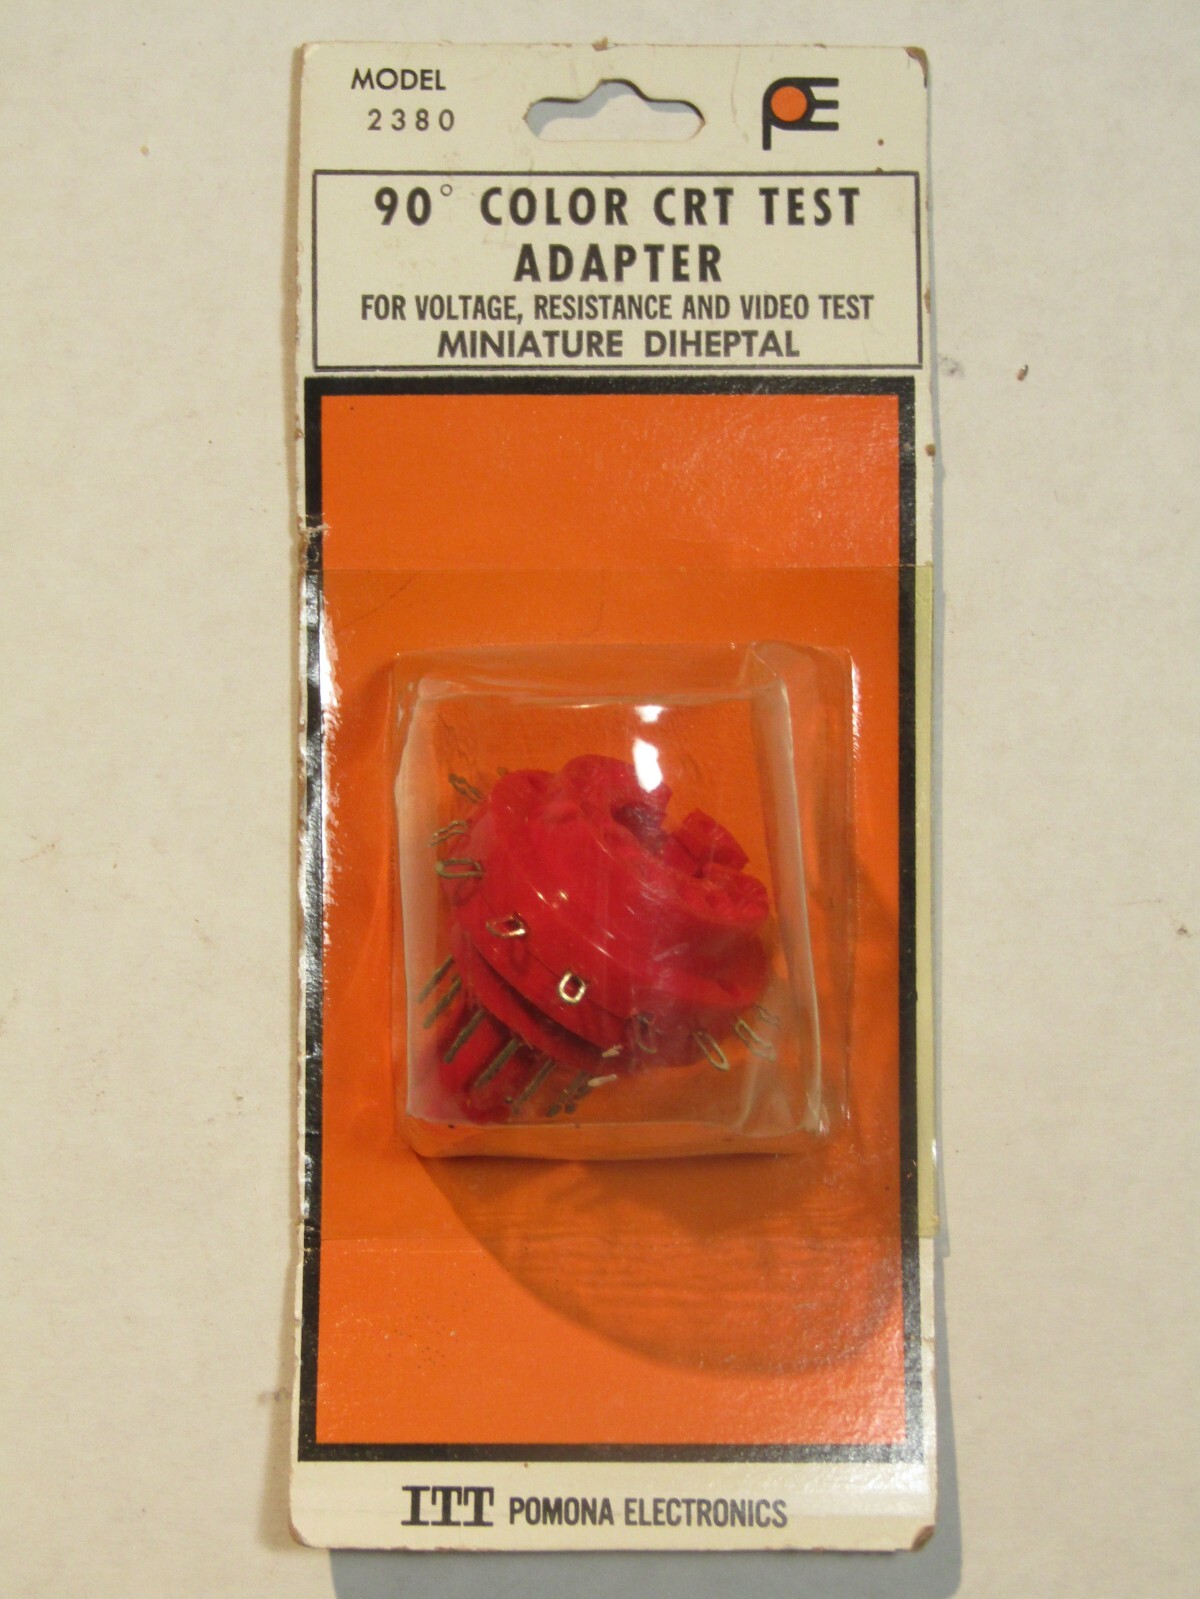 MODEL
2380
PE
90° COLOR CRT TEST
ADAPTER
FOR VOLTAGE, RESISTANCE AND VIDEO TEST
MINIATURE DIHEPTAL
ITT POMONA ELECTRONICS